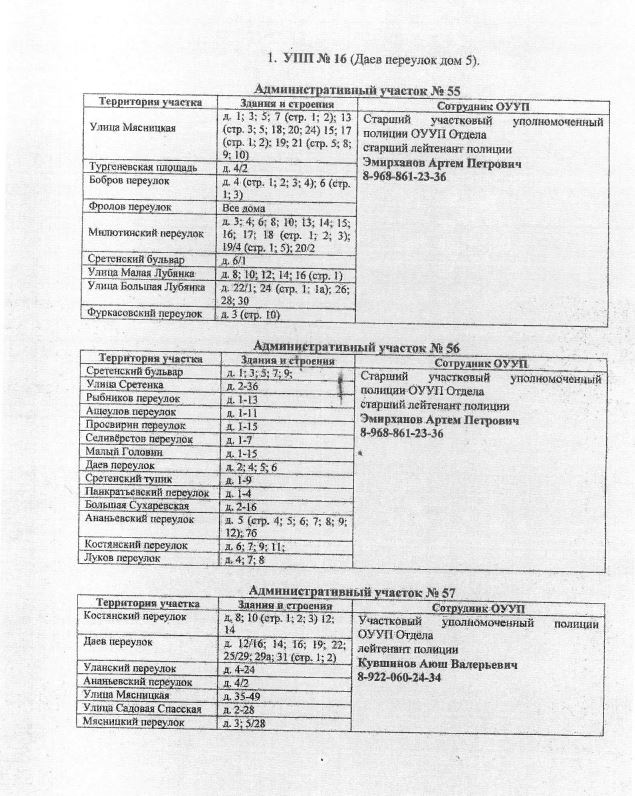 1. УПП № 16 (Даев переулок дом 5).
Административный участок № 55
Территория участка Здания и строения Сотрудник ОУУП
Улица Мясницкая д. 1; 3; 5; 7 (стр. 1; 2); 13
(стр. 3; 5; 18; 20; 24) 15; 17
(стр. 1; 2); 19; 21 (стр. 5; 8;
9; 10)
Старший участковый уполномоченный
полиции ОУУП Отдела
старший лейтенант полиции
Эмирханов Артем Петрович
8-968-861-23-36
Тургеневская площадь д. 4/2
Бобров переулок д. 4 (стр. 1; 2; 3; 4); 6 (стр.
1; 3)
Фролов переулок Все дома
Милютинский переулок д. 3; 4; 6; 8; 10; 13; 14; 15;
16; 17; 18 (стр. 1; 2; 3);
19/4 (стр. 1; 5); 20/2
Сретенский бульвар д. 6/1
Улица Малая Лубянка д. 8; 10; 12; 14; 16 (стр. 1)
Улица Большая Лубянка д. 22/1; 24 (стр. 1; 1а); 26;
28; 30
Фуркасовский переулок д. 3 (стр. 10)
Административный участок № 56
Территория участка Здания и строения Сотрудник ОУУП
Сретенский бульвар д. 1; 3; 5; 7; 9;
Старший участковый уполномоченный
полиции ОУУП Отдела
старший лейтенант полиции
Эмирханов Артем Петрович
8-968-861-23-36
Улица Сретенка д. 2-36
Рыбников переулок д. 1-13
Ащеулов переулок д. 1-11
Просвирин переулок д. 1-15
Селивёрстов переулок д. 1-7
Малый Головин д. 1-15
Даев переулок д. 2; 4; 5; 6
Сретенский тупик д. 1-9
Панкратьевский переулок д. 1-4
Большая Сухаревская д. 2-16
Ананьевский переулок д. 5 (стр. 4; 5; 6; 7; 8; 9;
12); 7б
Костянский переулок д. 6; 7; 9; 11;
Луков переулок д. 4; 7; 8
Административный участок № 57
Территория участка Здания и строения Сотрудник ОУУП
Костянский переулок д. 8; 10 (стр. 1; 2; 3) 12;
14
Участковый уполномоченный полиции
ОУУП Отдела
лейтенант полиции
Кувшинов Аюш Валерьевич
8-922-060-24-34
Даев переулок д. 12/16; 14; 16; 19; 22;
25/29; 29а; 31 (стр. 1; 2)
Уланский переулок д. 4-24
Ананьевский переулок д. 4/2
Улица Мясницкая д. 35-49
Улица Садовая Спасская д. 2-28
Мясницкий переулок д. 3; 5/28